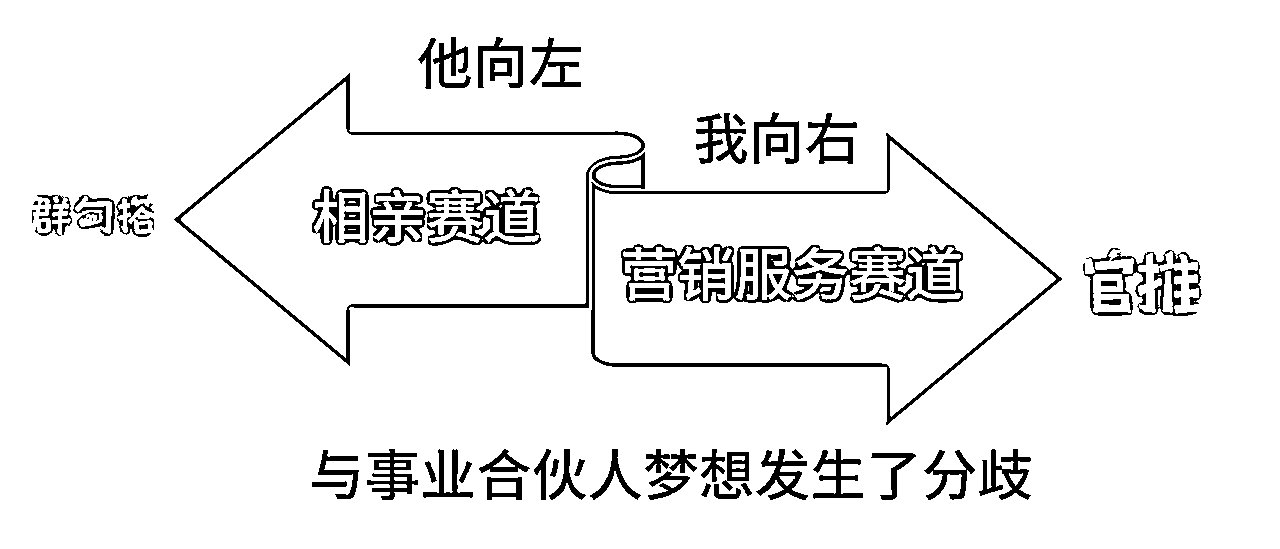 他向左
我向右
群勾搭
相亲赛道
营销服务赛道
官推
与事业合伙人梦想发生了分歧